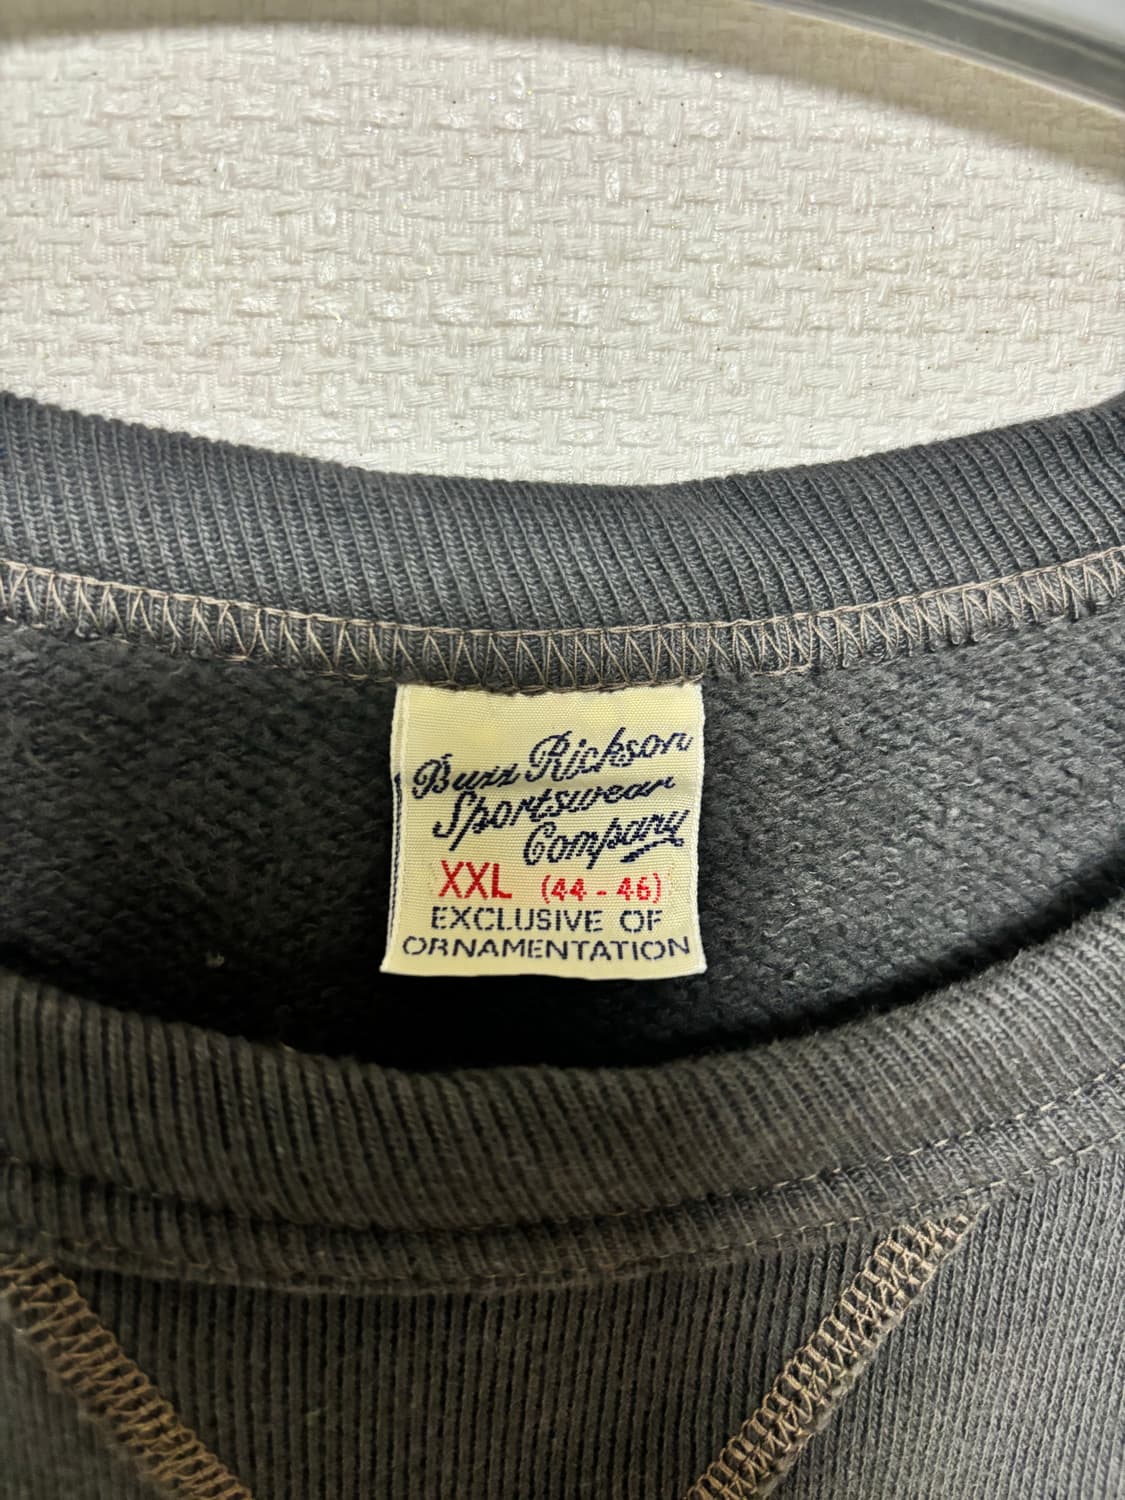 Buzz Rickson
Sportswear
Company
XXL (44-46)
EXCLUSIVE OF
ORNAMENTATION